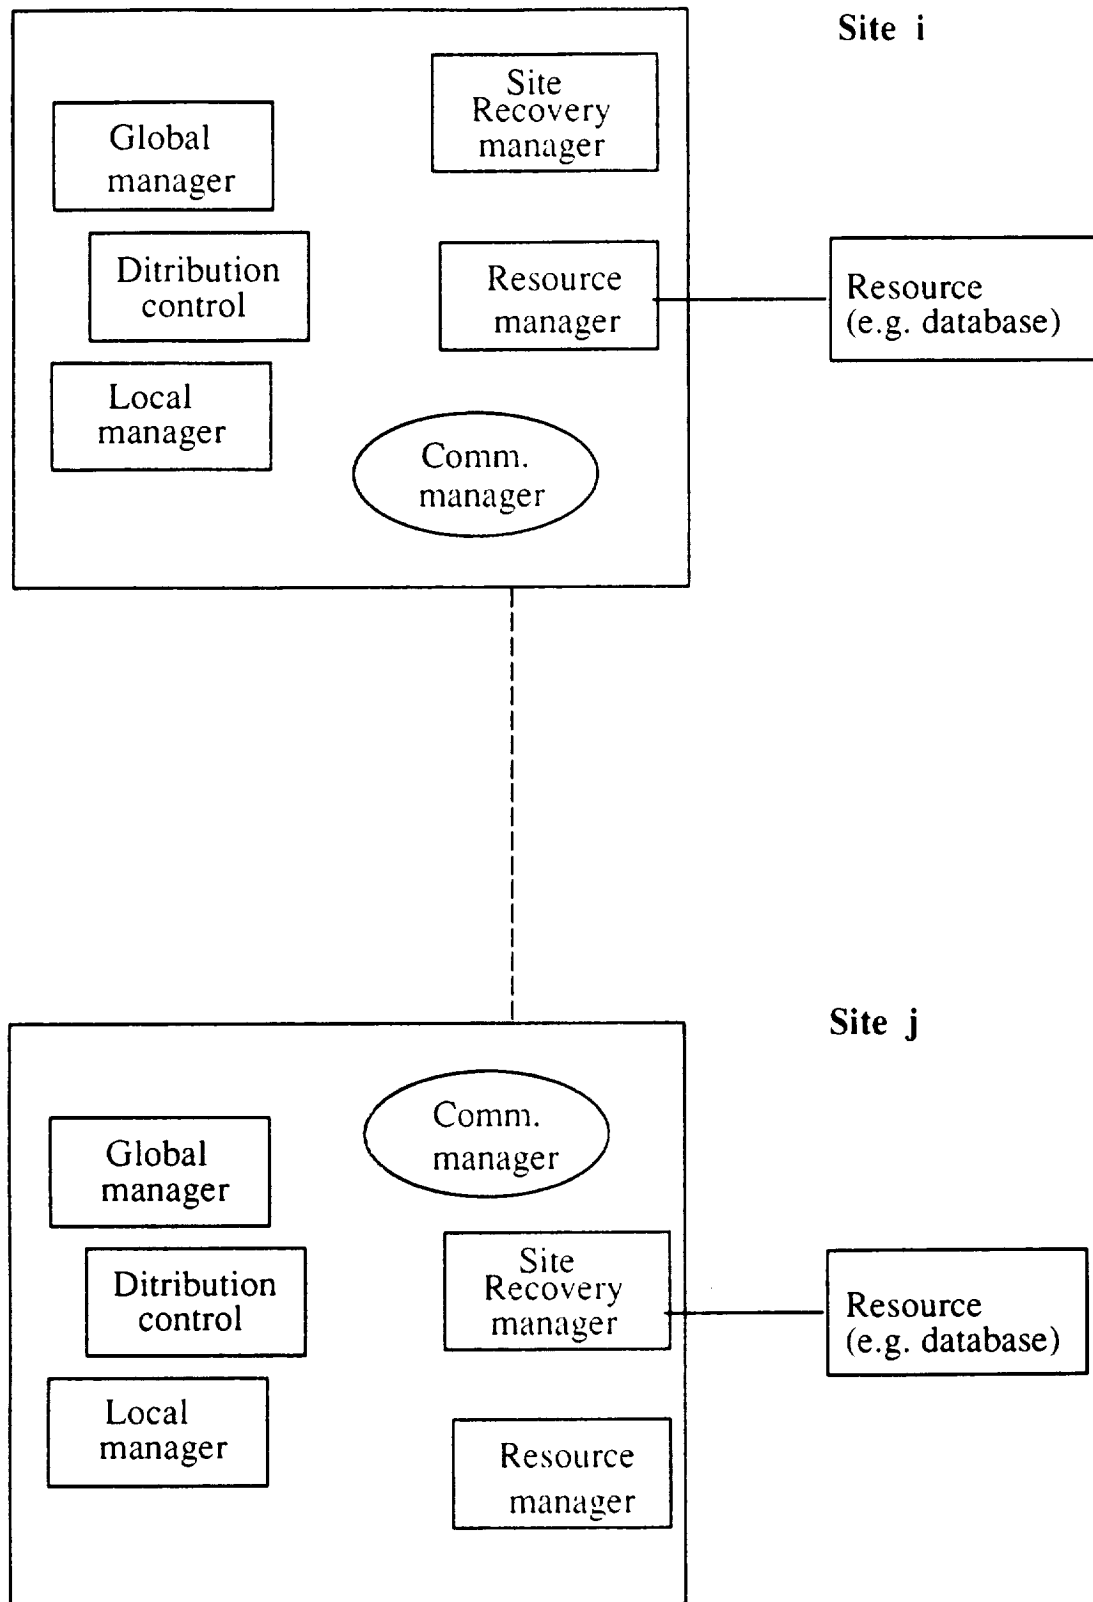 Site i
Site
Recovery
manager
Global
manager
Ditribution
control
Resource
manager
Resource
(e.g. database)
Local
manager
Comm.
manager
Site j
Comm.
manager
Global
manager
Site
Recovery
manager
Ditribution
control
Resource
(e.g. database)
Local
manager
Resource
manager